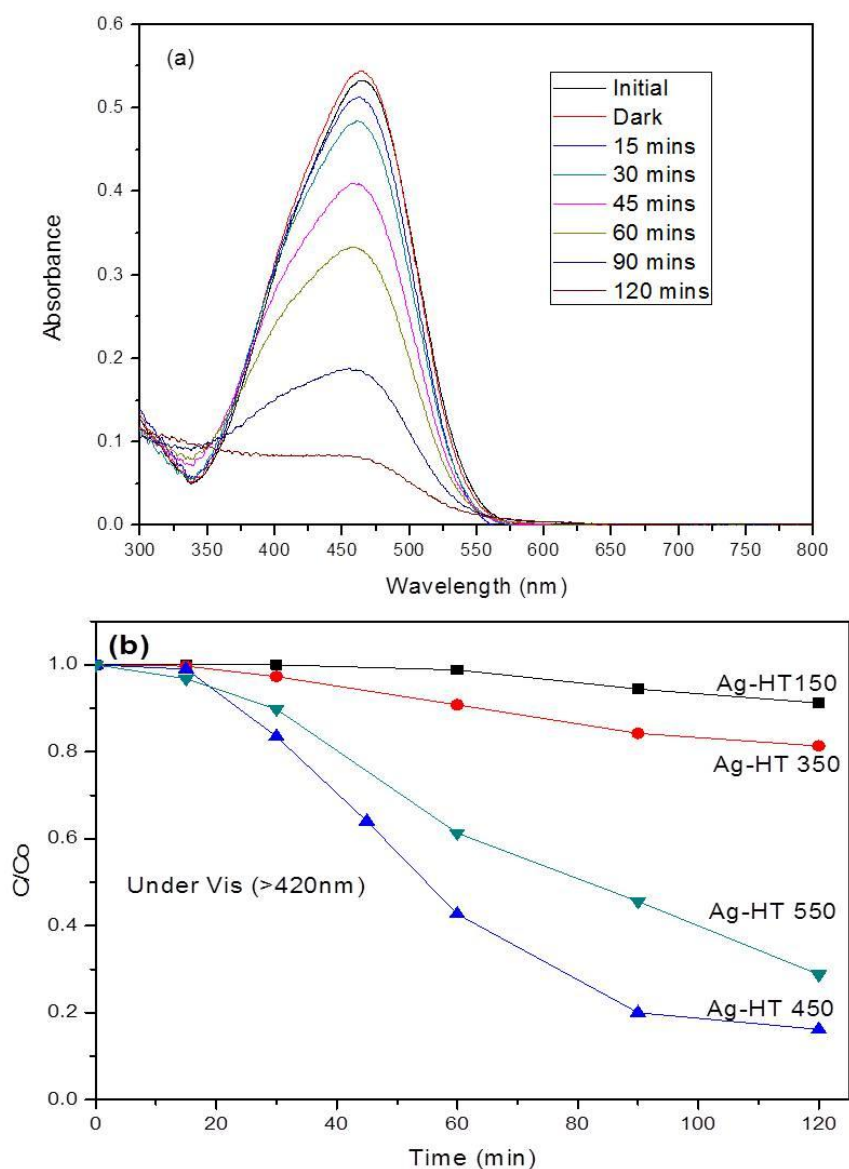 (a)
Absorbance
0.6
0.5
0.4
0.3
0.2
0.1
0.0
Initial
Dark
15 mins
30 mins
45 mins
60 mins
90 mins
120 mins
300 350 400 450 500 550 600 650 700 750 800
Wavelength (nm)
(b)
C/Co
1.0
0.8
0.6
0.4
0.2
0.0
Ag-HT150
Ag-HT 350
Under Vis (>420nm)
Ag-HT 550
Ag-HT 450
0 20 40 60 80 100 120
Time (min)